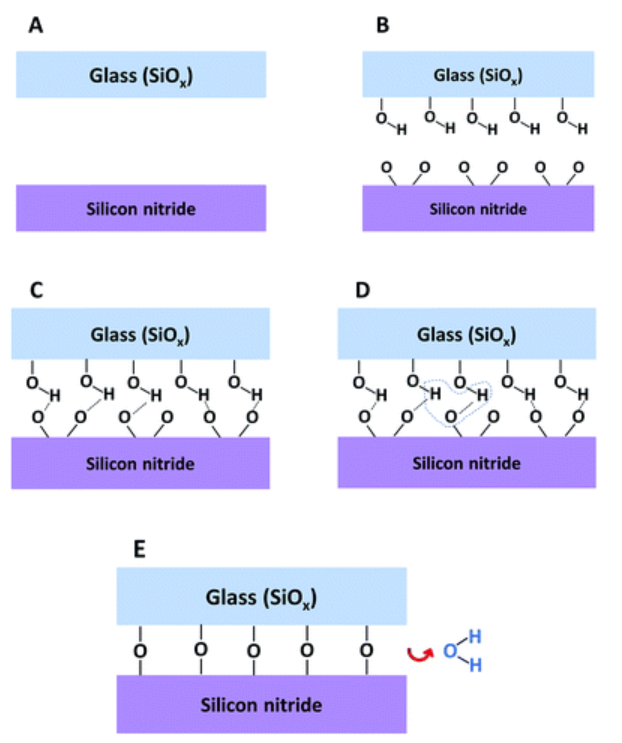 A
Glass (SiOₓ)
Silicon nitride
B
Glass (SiOₓ)
O H O H O H O H O H
O O O O O O
Silicon nitride
C
Glass (SiOₓ)
O H O H O H O H O H
O O O O O O
Silicon nitride
D
Glass (SiOₓ)
O H O H O H O H O H
O O O O O O
Silicon nitride
E
Glass (SiOₓ)
O O O O O
Silicon nitride
H
O
H